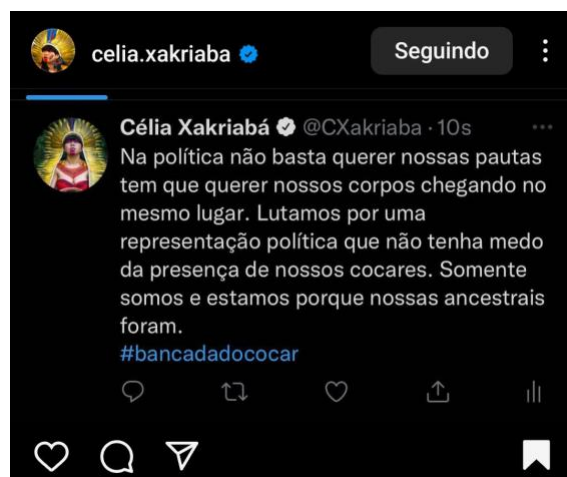 celia.xakriaba
Seguindo
Célia Xakriabá @CXakriaba · 10s
Na política não basta querer nossas pautas
tem que querer nossos corpos chegando no
mesmo lugar. Lutamos por uma
representação política que não tenha medo
da presença de nossos cocares. Somente
somos e estamos porque nossas ancestrais
foram.
#bancadadococar